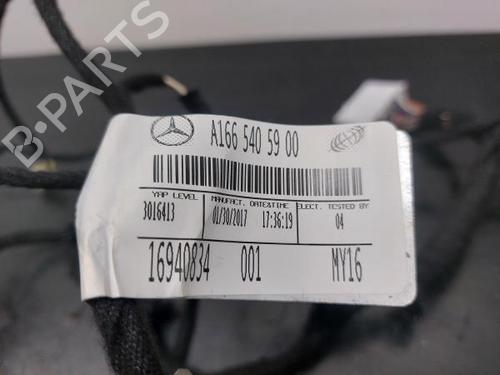 B-PARTS
A166 540 59 00
YAP LEVEL MANUFACT. DATE&TIME ELECT. TESTED BY
3016413 01/30/2017 17:36:19 04
16940834 001 MY16